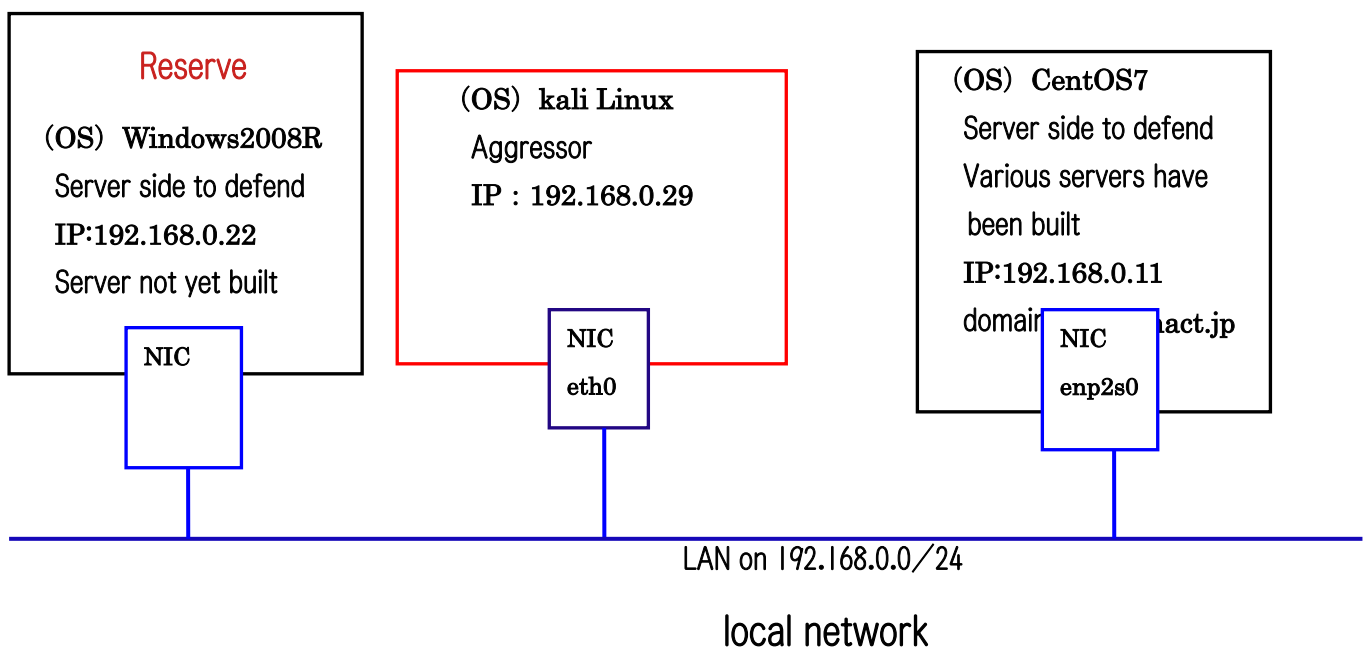 Reserve
（OS）Windows2008R
Server side to defend
IP:192.168.0.22
Server not yet built
NIC
（OS）kali Linux
Aggressor
IP：192.168.0.29
NIC
eth0
（OS）CentOS7
Server side to defend
Various servers have
been built
IP:192.168.0.11
NIC
enp2s0
LAN on 192.168.0.0／24
local network